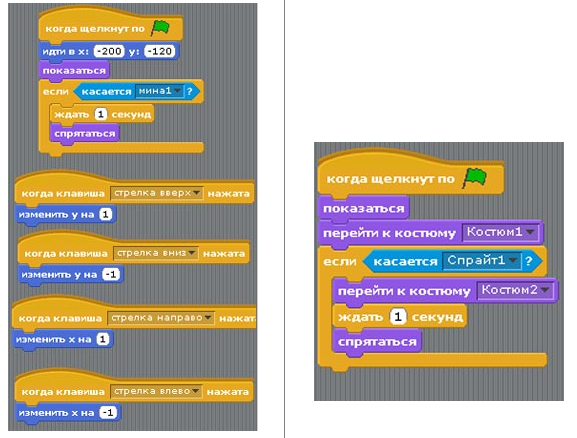 когда щелкнут по
идти в x: -200 y: -120
показаться
если касается мина1 ?
ждать 1 секунд
спрятаться
когда клавиша стрелка вверх нажата
изменить y на 1
когда клавиша стрелка вниз нажата
изменить y на -1
когда клавиша стрелка направо нажат
изменить x на 1
когда клавиша стрелка влево нажата
изменить x на -1
когда щелкнут по
показаться
перейти к костюму Костюм1
если касается Спрайт1 ?
перейти к костюму Костюм2
ждать 1 секунд
спрятаться